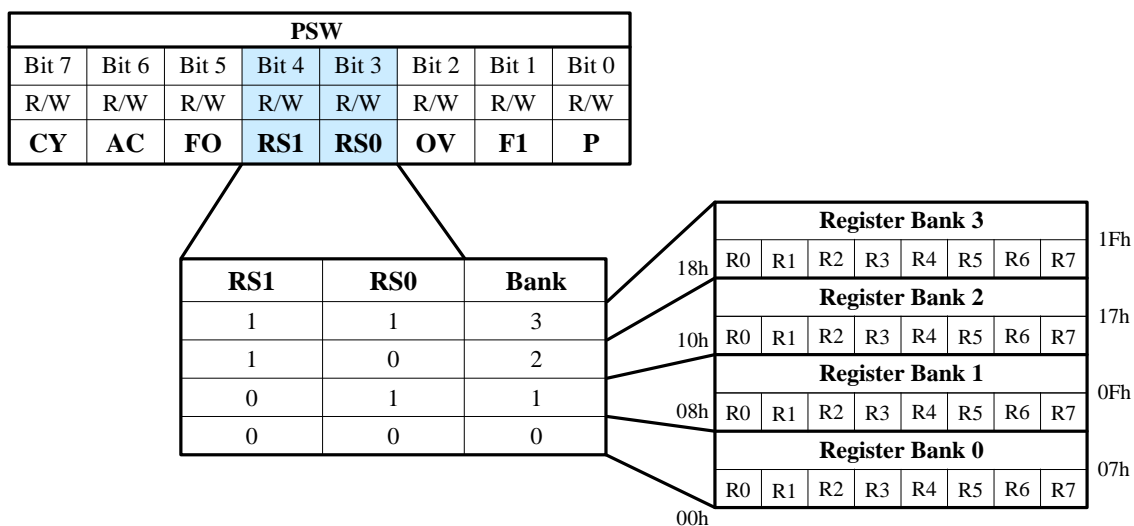 PSW
Bit 7 Bit 6 Bit 5 Bit 4 Bit 3 Bit 2 Bit 1 Bit 0
R/W R/W R/W R/W R/W R/W R/W R/W
CY AC FO RS1 RS0 OV F1 P
RS1 RS0 Bank
1 1 3
1 0 2
0 1 1
0 0 0
Register Bank 3
1Fh
18h R0 R1 R2 R3 R4 R5 R6 R7
Register Bank 2
17h
10h R0 R1 R2 R3 R4 R5 R6 R7
Register Bank 1
0Fh
08h R0 R1 R2 R3 R4 R5 R6 R7
Register Bank 0
07h
R0 R1 R2 R3 R4 R5 R6 R7
00h